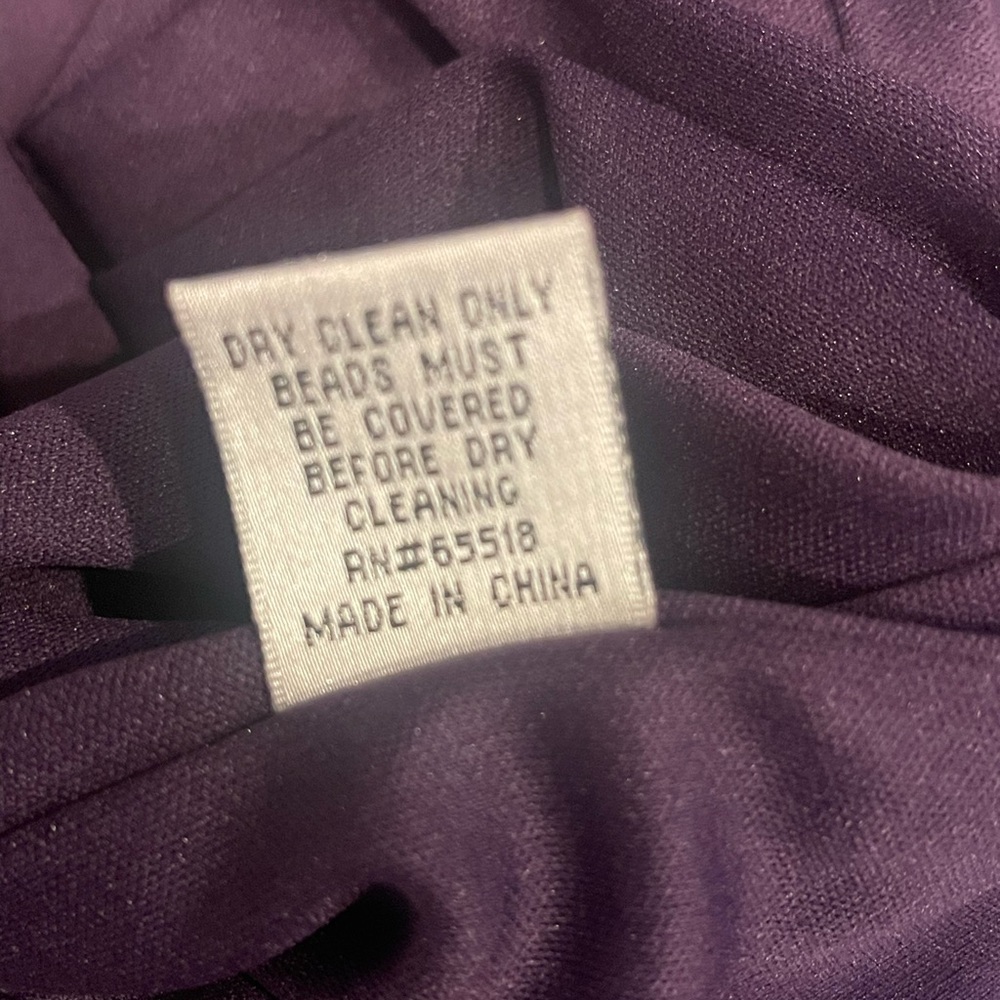 DRY CLEAN ONLY
BEADS MUST
BE COVERED
BEFORE DRY
CLEANING
RN#65518
MADE IN CHINA